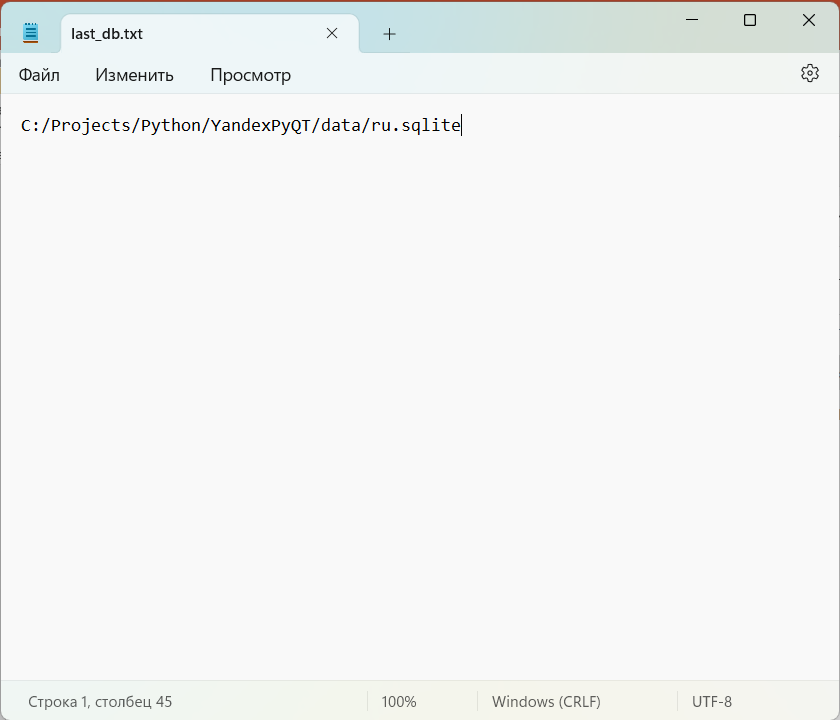 last_db.txt
Файл Изменить Просмотр
C:/Projects/Python/YandexPyQT/data/ru.sqlite
Строка 1, столбец 45 100% Windows (CRLF) UTF-8